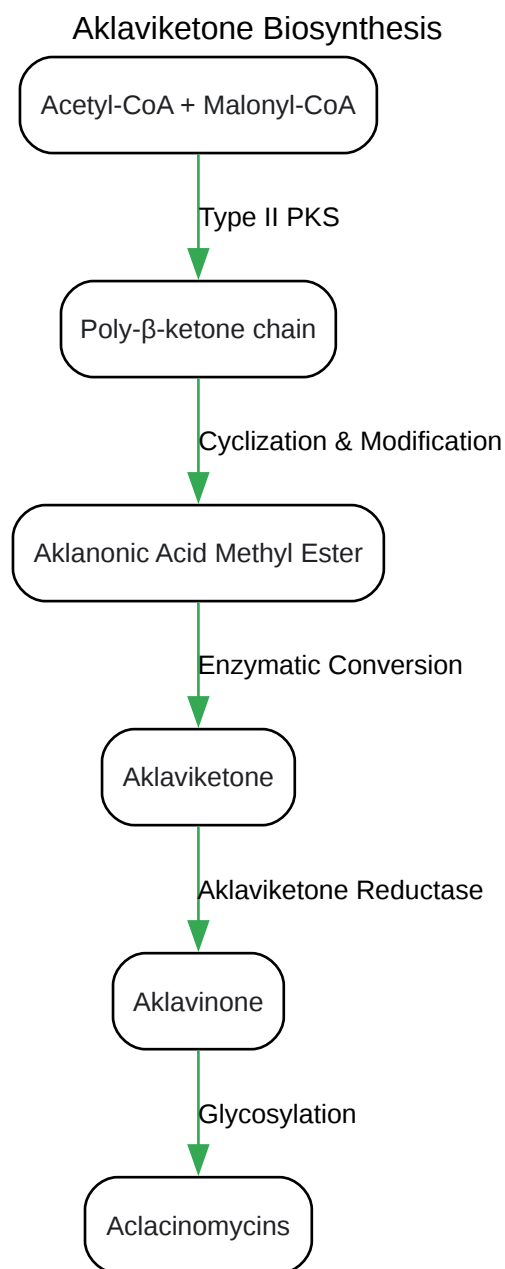 Aklaviketone Biosynthesis
Acetyl-CoA + Malonyl-CoA
Type II PKS
Poly-β-ketone chain
Cyclization & Modification
Aklanonic Acid Methyl Ester
Enzymatic Conversion
Aklaviketone
Aklaviketone Reductase
Aklavinone
Glycosylation
Aclacinomycins